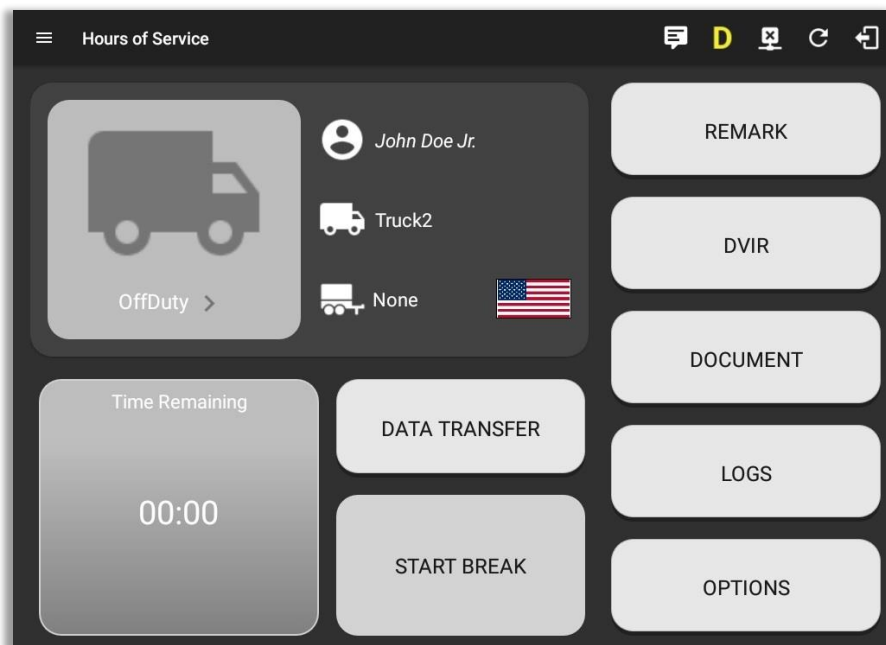 Hours of Service
D
John Doe Jr.
Truck2
None
OffDuty
Time Remaining
00:00
DATA TRANSFER
START BREAK
REMARK
DVIR
DOCUMENT
LOGS
OPTIONS